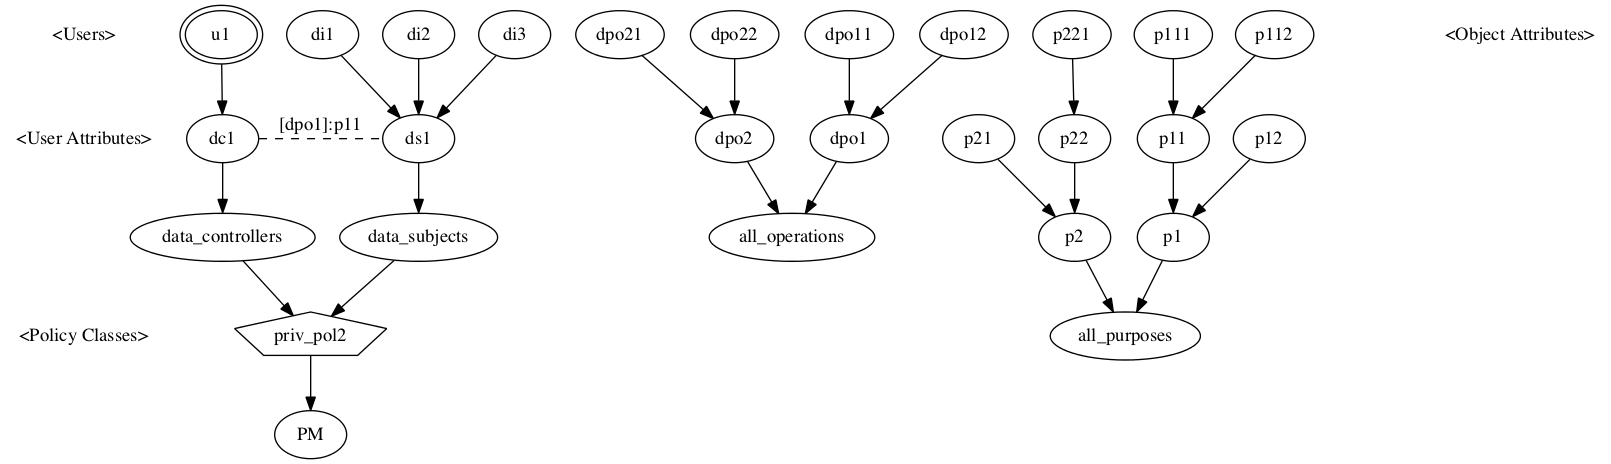 <Users>
u1
di1
di2
di3
dpo21
dpo22
dpo11
dpo12
p221
p111
p112
<Object Attributes>
<User Attributes>
dc1
[dpo1]:p11
ds1
dpo2
dpo1
p21
p22
p11
p12
data_controllers
data_subjects
all_operations
p2
p1
<Policy Classes>
priv_pol2
all_purposes
PM